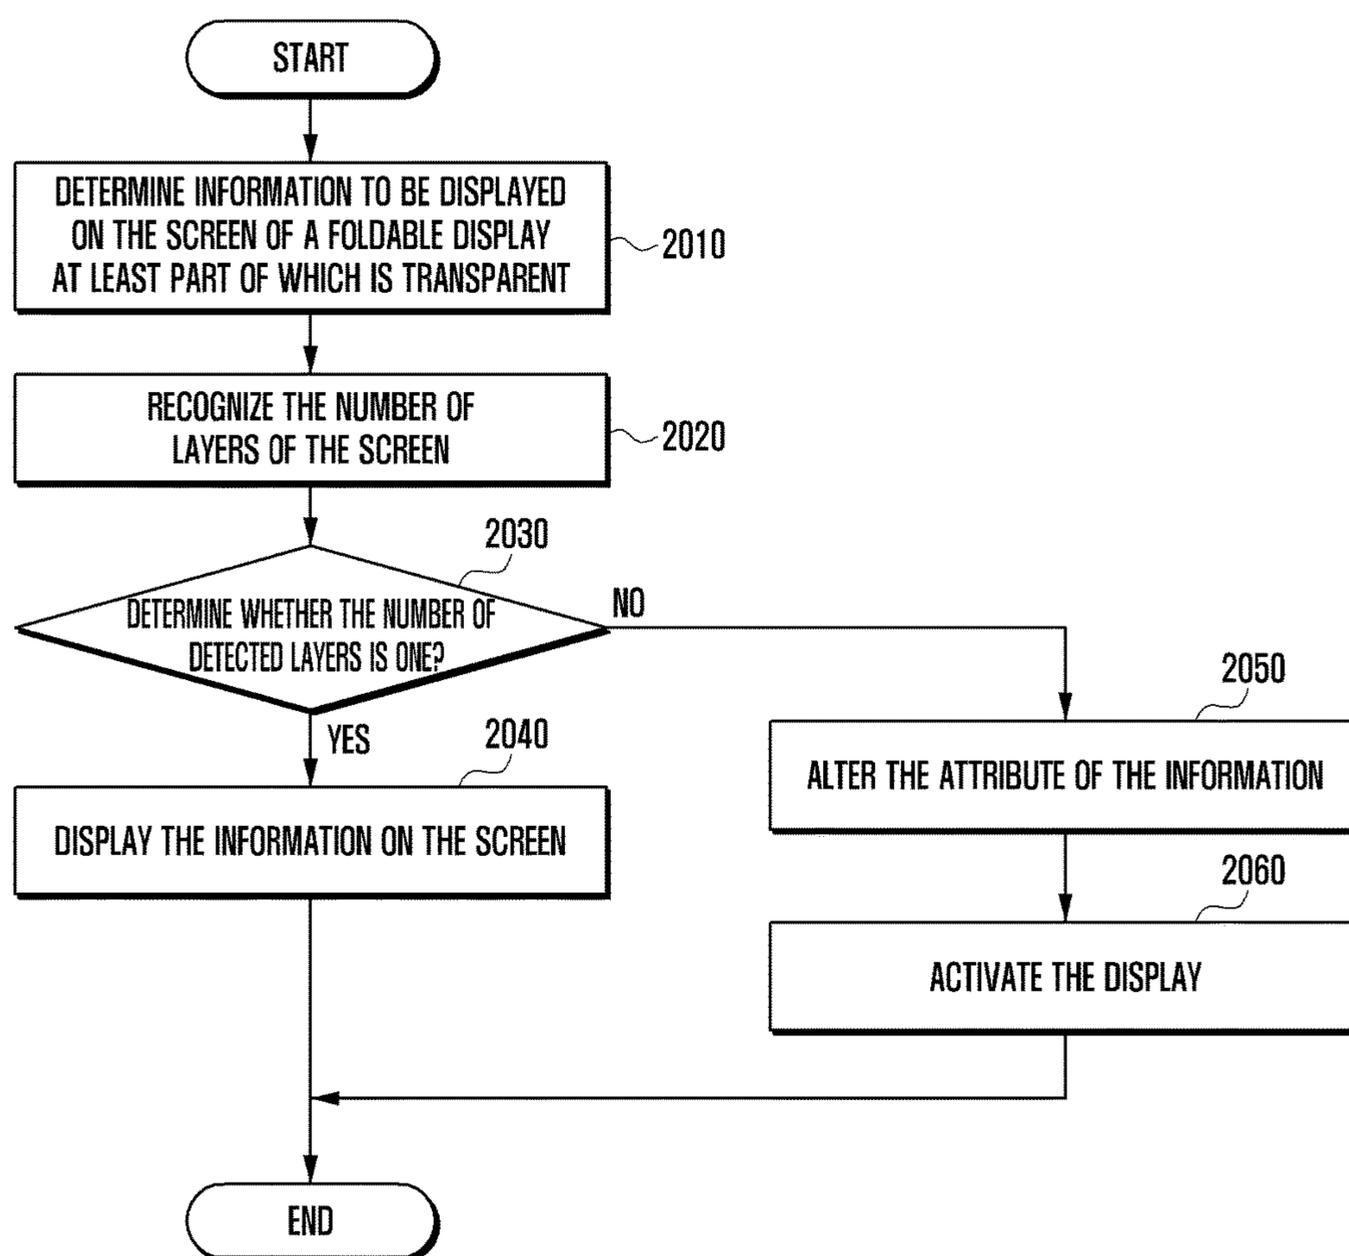 START
DETERMINE INFORMATION TO BE DISPLAYED
ON THE SCREEN OF A FOLDABLE DISPLAY
AT LEAST PART OF WHICH IS TRANSPARENT
2010
RECOGNIZE THE NUMBER OF
LAYERS OF THE SCREEN
2020
2030
DETERMINE WHETHER THE NUMBER OF
DETECTED LAYERS IS ONE?
NO
YES
2040
DISPLAY THE INFORMATION ON THE SCREEN
2050
ALTER THE ATTRIBUTE OF THE INFORMATION
2060
ACTIVATE THE DISPLAY
END